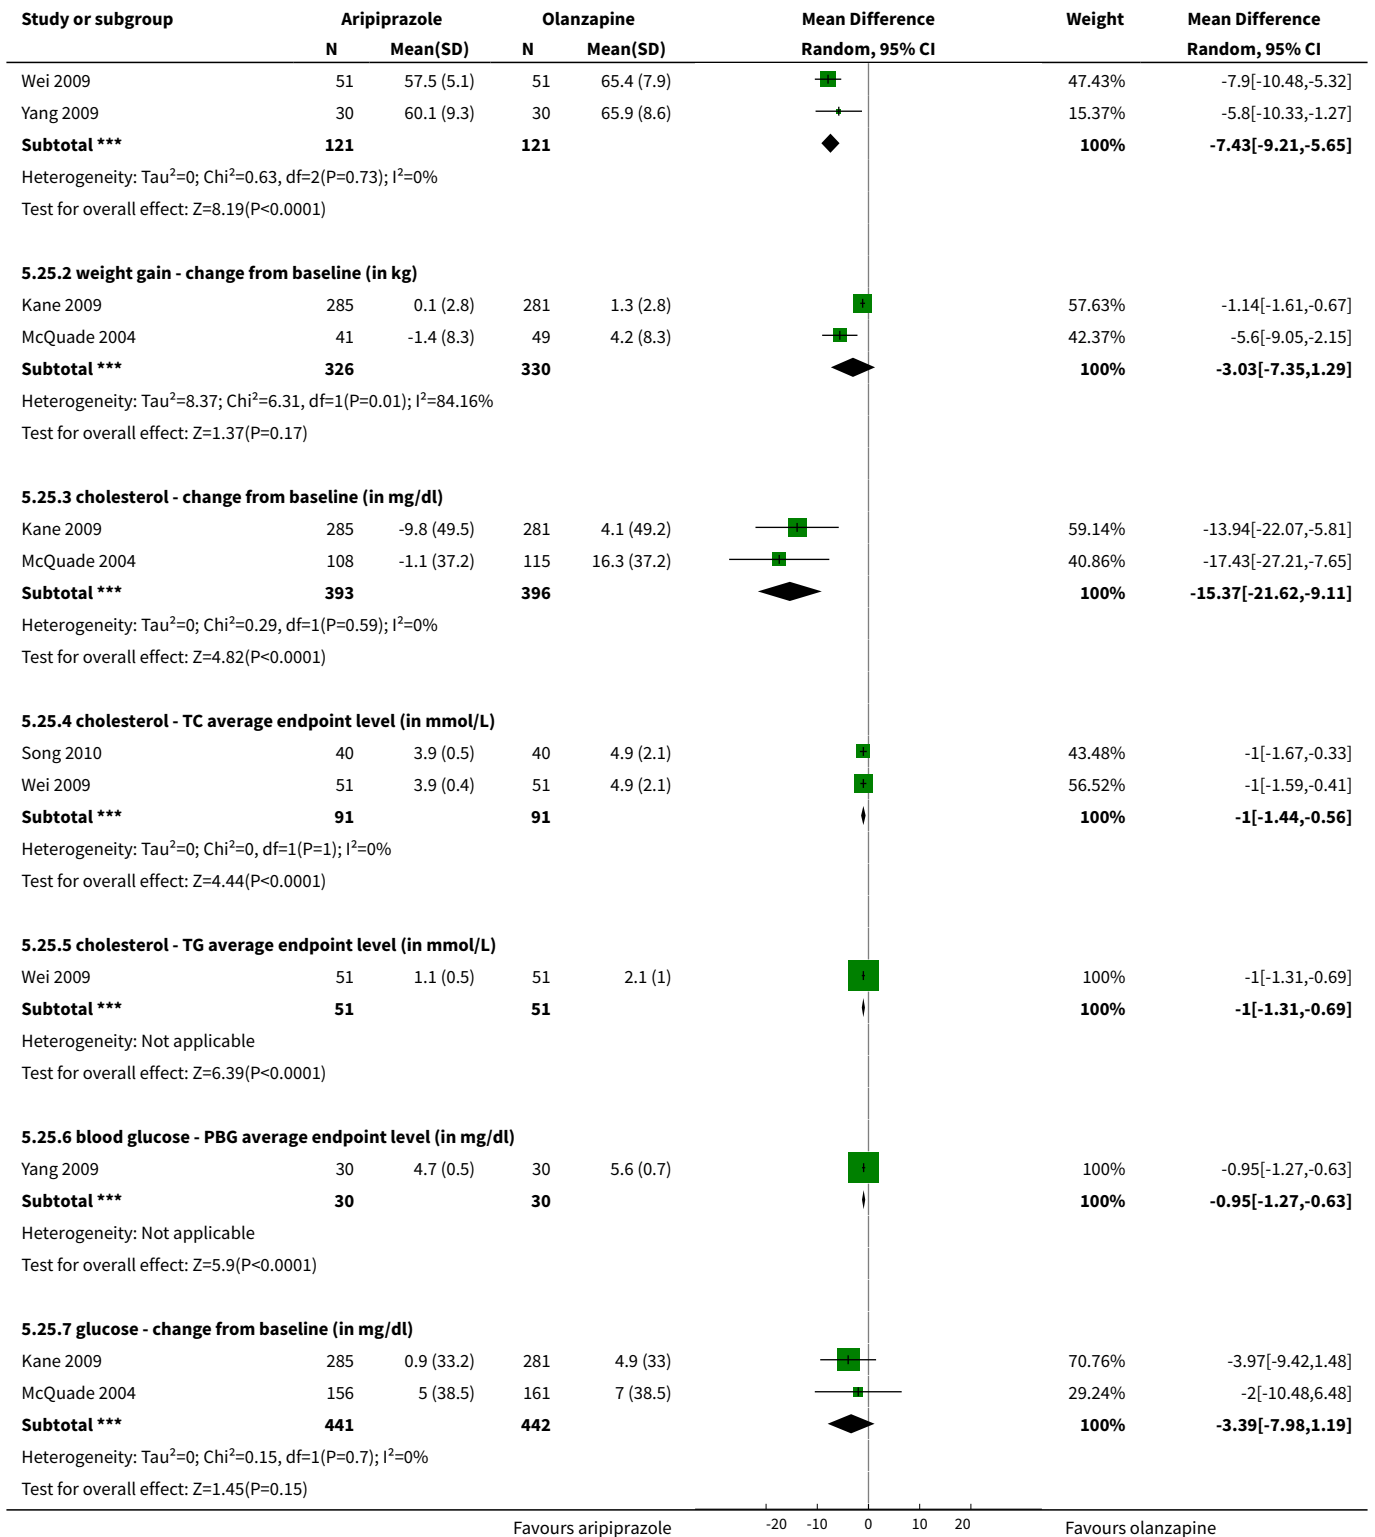 Study or subgroup Aripiprazole Olanzapine Mean Difference Weight Mean Difference
N Mean(SD) N Mean(SD) Random, 95% CI Random, 95% CI
Wei 2009 51 57.5 (5.1) 51 65.4 (7.9) 47.43% -7.9[-10.48,-5.32]
Yang 2009 30 60.1 (9.3) 30 65.9 (8.6) 15.37% -5.8[-10.33,-1.27]
Subtotal *** 121 121 100% -7.43[-9.21,-5.65]
Heterogeneity: Tau²=0; Chi²=0.63, df=2(P=0.73); I²=0%
Test for overall effect: Z=8.19(P<0.0001)
5.25.2 weight gain - change from baseline (in kg)
Kane 2009 285 0.1 (2.8) 281 1.3 (2.8) 57.63% -1.14[-1.61,-0.67]
McQuade 2004 41 -1.4 (8.3) 49 4.2 (8.3) 42.37% -5.6[-9.05,-2.15]
Subtotal *** 326 330 100% -3.03[-7.35,1.29]
Heterogeneity: Tau²=8.37; Chi²=6.31, df=1(P=0.01); I²=84.16%
Test for overall effect: Z=1.37(P=0.17)
5.25.3 cholesterol - change from baseline (in mg/dl)
Kane 2009 285 -9.8 (49.5) 281 4.1 (49.2) 59.14% -13.94[-22.07,-5.81]
McQuade 2004 108 -1.1 (37.2) 115 16.3 (37.2) 40.86% -17.43[-27.21,-7.65]
Subtotal *** 393 396 100% -15.37[-21.62,-9.11]
Heterogeneity: Tau²=0; Chi²=0.29, df=1(P=0.59); I²=0%
Test for overall effect: Z=4.82(P<0.0001)
5.25.4 cholesterol - TC average endpoint level (in mmol/L)
Song 2010 40 3.9 (0.5) 40 4.9 (2.1) 43.48% -1[-1.67,-0.33]
Wei 2009 51 3.9 (0.4) 51 4.9 (2.1) 56.52% -1[-1.59,-0.41]
Subtotal *** 91 91 100% -1[-1.44,-0.56]
Heterogeneity: Tau²=0; Chi²=0, df=1(P=1); I²=0%
Test for overall effect: Z=4.44(P<0.0001)
5.25.5 cholesterol - TG average endpoint level (in mmol/L)
Wei 2009 51 1.1 (0.5) 51 2.1 (1) 100% -1[-1.31,-0.69]
Subtotal *** 51 51 100% -1[-1.31,-0.69]
Heterogeneity: Not applicable
Test for overall effect: Z=6.39(P<0.0001)
5.25.6 blood glucose - PBG average endpoint level (in mg/dl)
Yang 2009 30 4.7 (0.5) 30 5.6 (0.7) 100% -0.95[-1.27,-0.63]
Subtotal *** 30 30 100% -0.95[-1.27,-0.63]
Heterogeneity: Not applicable
Test for overall effect: Z=5.9(P<0.0001)
5.25.7 glucose - change from baseline (in mg/dl)
Kane 2009 285 0.9 (33.2) 281 4.9 (33) 70.76% -3.97[-9.42,1.48]
McQuade 2004 156 5 (38.5) 161 7 (38.5) 29.24% -2[-10.48,6.48]
Subtotal *** 441 442 100% -3.39[-7.98,1.19]
Heterogeneity: Tau²=0; Chi²=0.15, df=1(P=0.7); I²=0%
Test for overall effect: Z=1.45(P=0.15)
Favours aripiprazole -20 -10 0 10 20 Favours olanzapine